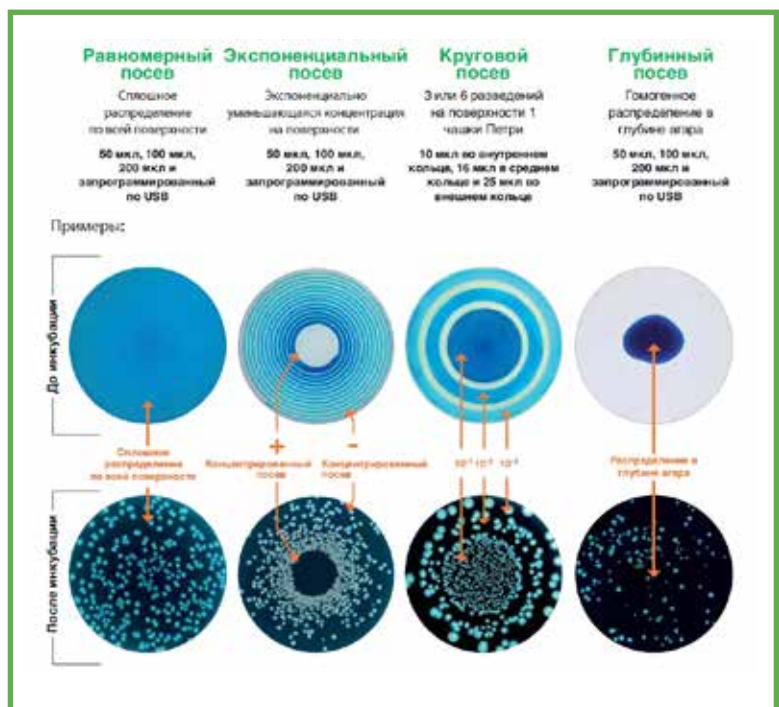 Равномерный
посев
Сплошное
распределение
по всей поверхности
50 мкл, 100 мкл,
200 мкл и
запрограммированный
по USB
Экспоненциальный
посев
Экспоненциально
уменьшающаяся концентрация
на поверхности
50 мкл, 100 мкл,
200 мкл и
запрограммированный
по USB
Круговой
посев
3 или 6 разведений
на поверхности 1
чашки Петри
10 мкл во внутреннем
кольце, 16 мкл в среднем
кольце и 25 мкл во
внешнем кольце
Глубинный
посев
Гомогенное
распределение в
глубине агара
50 мкл, 100 мкл,
200 мкл и
запрограммированный
по USB
Примеры:
До инкубации
Сплошное
распределение
по всей поверхности
+
Концентрированный
посев
–
Концентрированный
посев
Распределение в
глубине агара
После инкубации